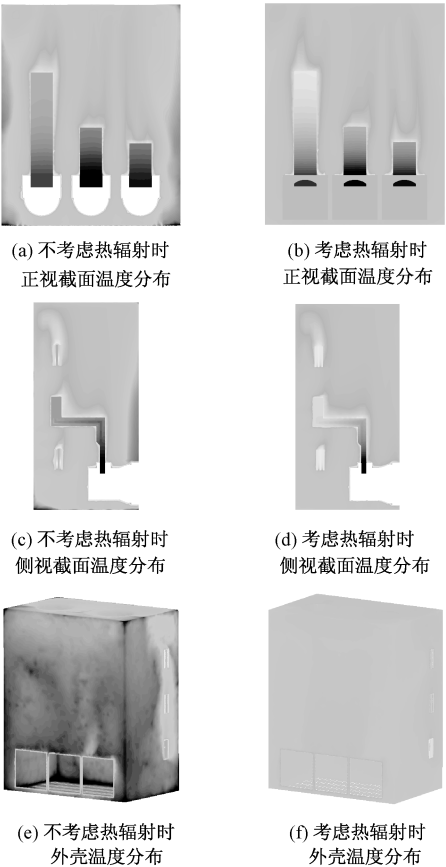 (a) 不考虑热辐射时
正视截面温度分布
(b) 考虑热辐射时
正视截面温度分布
(c) 不考虑热辐射时
侧视截面温度分布
(d) 考虑热辐射时
侧视截面温度分布
(e) 不考虑热辐射时
外壳温度分布
(f) 考虑热辐射时
外壳温度分布